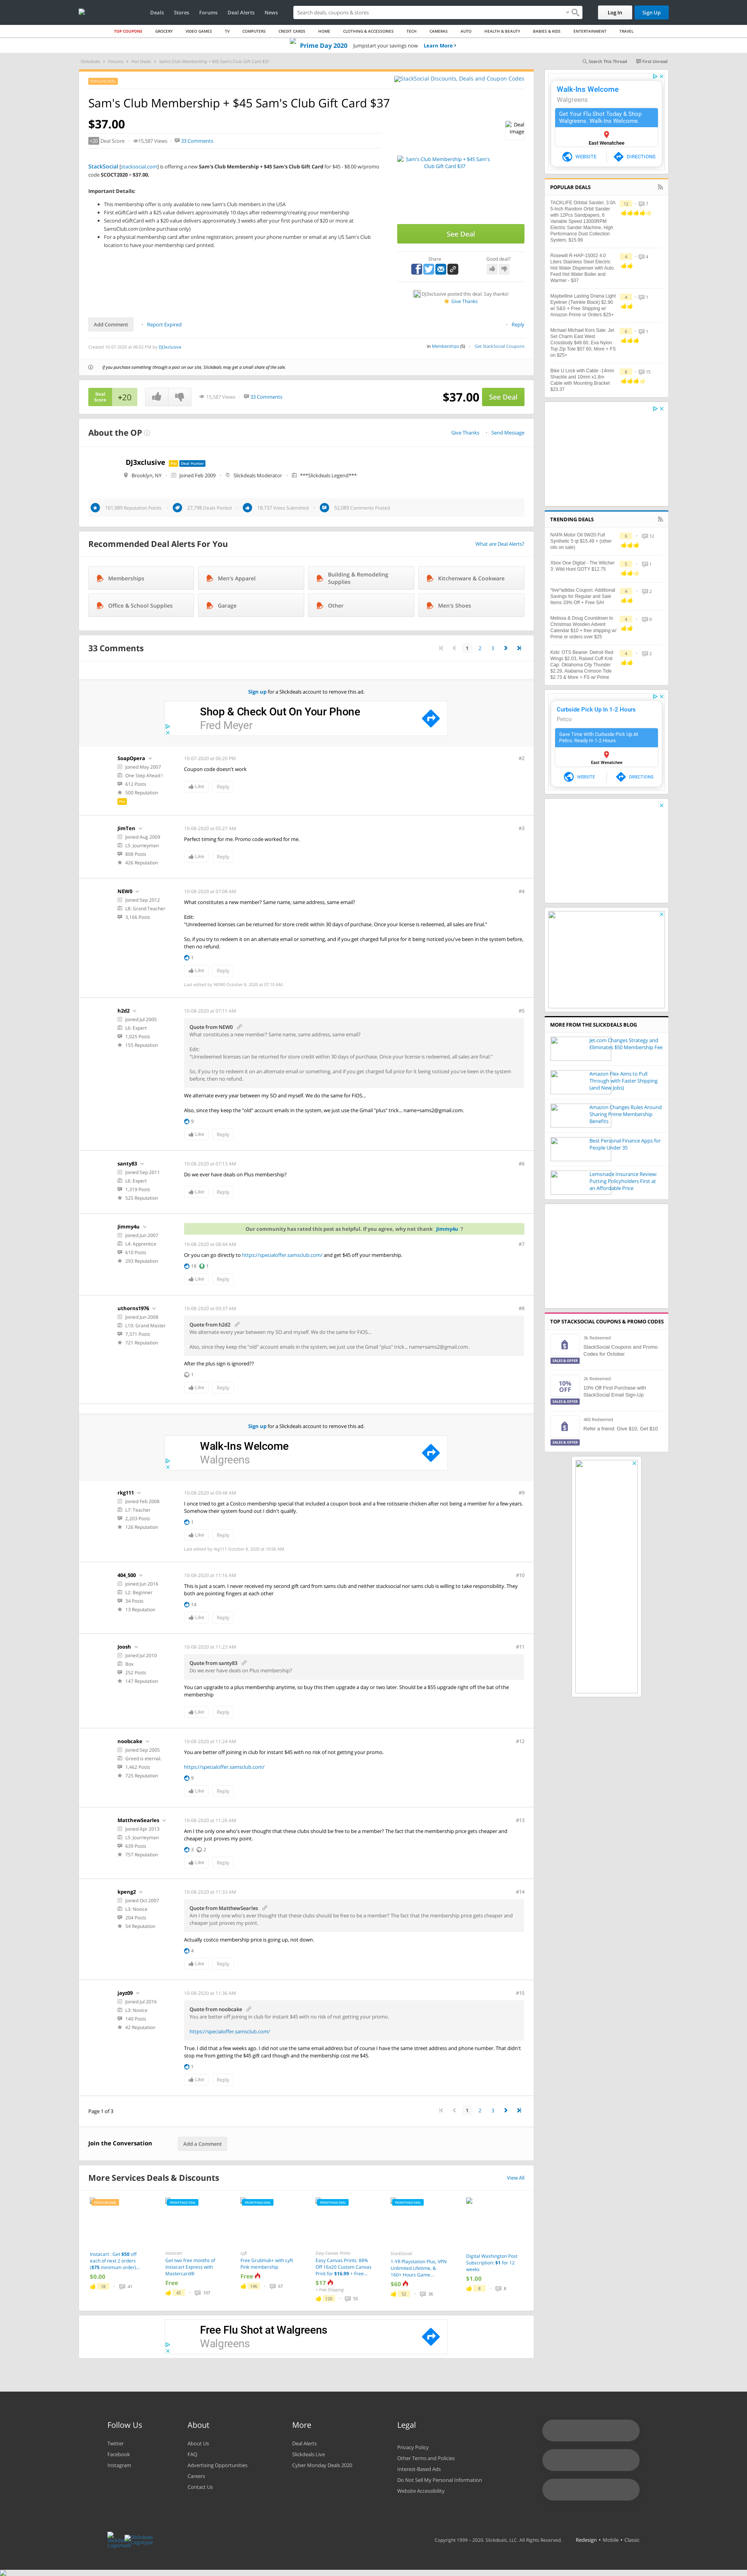 Deals Stores Forums Deal Alerts News
Search deals, coupons & stores
Log In Sign Up
TOP COUPONS GROCERY VIDEO GAMES TV COMPUTERS CREDIT CARDS HOME CLOTHING & ACCESSORIES TECH CAMERAS AUTO HEALTH & BEAUTY BABIES & KIDS ENTERTAINMENT TRAVEL
Prime Day 2020 Jumpstart your savings now Learn More
Slickdeals Forums Hot Deals Sam's Club Membership + $45 Sam's Club Gift Card $37
Search This Thread First Unread
StackSocial Discounts, Deals and Coupon Codes
Sam's Club Membership + $45 Sam's Club Gift Card $37
$37.00
+20 Deal Score 15,587 Views 33 Comments
Deal Image
StackSocial [stacksocial.com] is offering a new Sam's Club Membership + $45 Sam's Club Gift Card for $45 - $8.00 w/promo
code SCOCT2020 = $37.00.
Important Details:
This membership offer is only available to new Sam's Club members in the USA
First eGiftCard with a $25 value delivers approximately 10 days after redeeming/creating your membership
Second eGiftCard with a $20 value delivers approximately 3 weeks after you spend $5 in first 60 days at
SamsClub.com (online purchase only)
For a physical membership card after online registration, present your phone number or email at any US Sam's Club
location to have your membership card printed.
Sam's Club Membership + $45 Sam's Club Gift Card $37
See Deal
Share Good deal?
DJ3xclusive posted this deal. Say thanks!
Give Thanks
Add Comment Report Expired Reply
Created 10-07-2020 at 06:02 PM by DJ3xclusive
in Memberships (5) Get StackSocial Coupons
If you purchase something through a post on our site, Slickdeals may get a small share of the sale.
Deal Score +20 15,587 Views 33 Comments $37.00 See Deal
About the OP
Give Thanks Send Message
DJ3xclusive Pro Deal Hunter
Brooklyn, NY Joined Feb 2009 Slickdeals Moderator ***Slickdeals Legend***
161,989 Reputation Points 27,798 Deals Posted 18,737 Votes Submitted 52,089 Comments Posted
Recommended Deal Alerts For You
What are Deal Alerts?
Memberships Men's Apparel Building & Remodeling Supplies Kitchenware & Cookware
Office & School Supplies Garage Other Men's Shoes
33 Comments
1 2 3
Sign up for a Slickdeals account to remove this ad.
Shop & Check Out On Your Phone
Fred Meyer
SoapOpera
Joined May 2007
One Step Ahead !
612 Posts
500 Reputation
Pro
10-07-2020 at 06:20 PM #2
Coupon code doesn't work
Like Reply
JimTen
Joined Aug 2009
L5: Journeyman
808 Posts
426 Reputation
10-08-2020 at 05:27 AM #3
Perfect timing for me. Promo code worked for me.
Like Reply
NEW0
Joined Sep 2012
L8: Grand Teacher
3,166 Posts
10-08-2020 at 07:08 AM #4
What constitutes a new member? Same name, same address, same email?
Edit:
"Unredeemed licenses can be returned for store credit within 30 days of purchase. Once your license is redeemed, all sales are final."
So, if you try to redeem it on an alternate email or something, and if you get charged full price for it being noticed you've been in the system before,
then no refund.
1
Like Reply
Last edited by NEW0 October 8, 2020 at 07:10 AM.
h2d2
Joined Jul 2005
L6: Expert
1,025 Posts
155 Reputation
10-08-2020 at 07:11 AM #5
Quote from NEW0
What constitutes a new member? Same name, same address, same email?
Edit:
"Unredeemed licenses can be returned for store credit within 30 days of purchase. Once your license is redeemed, all sales are final."
So, if you try to redeem it on an alternate email or something, and if you get charged full price for it being noticed you've been in the system
before, then no refund.
We alternate every year between my SO and myself. We do the same for FIOS...
Also, since they keep the "old" account emails in the system, we just use the Gmail "plus" trick... name+sams2@gmail.com.
9
Like Reply
santy83
Joined Sep 2011
L6: Expert
1,319 Posts
525 Reputation
10-08-2020 at 07:13 AM #6
Do we ever have deals on Plus membership?
Like Reply
Jimmy4u
Joined Jun 2007
L4: Apprentice
610 Posts
293 Reputation
Our community has rated this post as helpful. If you agree, why not thank Jimmy4u ?
10-08-2020 at 08:44 AM #7
Or you can go directly to https://specialoffer.samsclub.com/ and get $45 off your membership.
18 1
Like Reply
uthorns1976
Joined Jun 2008
L10: Grand Master
7,371 Posts
721 Reputation
10-08-2020 at 09:37 AM #8
Quote from h2d2
We alternate every year between my SO and myself. We do the same for FIOS...
Also, since they keep the "old" account emails in the system, we just use the Gmail "plus" trick... name+sams2@gmail.com.
After the plus sign is ignored??
1
Like Reply
Sign up for a Slickdeals account to remove this ad.
Walk-Ins Welcome
Walgreens
rkg111
Joined Feb 2008
L7: Teacher
2,203 Posts
126 Reputation
10-08-2020 at 09:48 AM #9
I once tried to get a Costco membership special that included a coupon book and a free rotisserie chicken after not being a member for a few years.
Somehow their system found out I didn't qualify.
1
Like Reply
Last edited by rkg111 October 8, 2020 at 10:06 AM.
404_500
Joined Jun 2016
L2: Beginner
34 Posts
13 Reputation
10-08-2020 at 11:16 AM #10
This is just a scam. I never received my second gift card from sams club and neither stacksocial nor sams club is willing to take responsibility. They
both are pointing fingers at each other
14
Like Reply
Joosh
Joined Jul 2010
Box
252 Posts
147 Reputation
10-08-2020 at 11:23 AM #11
Quote from santy83
Do we ever have deals on Plus membership?
You can upgrade to a plus membership anytime, so buy this then upgrade a day or two later. Should be a $55 upgrade right off the bat of the
membership
Like Reply
noobcake
Joined Sep 2005
Greed is eternal.
1,462 Posts
725 Reputation
10-08-2020 at 11:24 AM #12
You are better off joining in club for instant $45 with no risk of not getting your promo.
https://specialoffer.samsclub.com/
9
Like Reply
MatthewSearles
Joined Apr 2013
L5: Journeyman
639 Posts
757 Reputation
10-08-2020 at 11:26 AM #13
Am I the only one who's ever thought that these clubs should be free to be a member? The fact that the membership price gets cheaper and
cheaper just proves my point.
3 2
Like Reply
kpeng2
Joined Oct 2007
L3: Novice
204 Posts
54 Reputation
10-08-2020 at 11:33 AM #14
Quote from MatthewSearles
Am I the only one who's ever thought that these clubs should be free to be a member? The fact that the membership price gets cheaper and
cheaper just proves my point.
Actually costco membership price is going up, not down.
4
Like Reply
jayz09
Joined Jul 2016
L3: Novice
140 Posts
42 Reputation
10-08-2020 at 11:36 AM #15
Quote from noobcake
You are better off joining in club for instant $45 with no risk of not getting your promo.
https://specialoffer.samsclub.com/
True. I did that a few weeks ago. I did not use the same email address but of course I have the same street address and phone number. That didn't
stop me from getting the $45 gift card though and the membership cost me $45.
1
Like Reply
Page 1 of 3
1 2 3
Join the Conversation Add a Comment
More Services Deals & Discounts
View All
Instacart : Get $50 off
each of next 2 orders
($75 minimum order)...
$0.00
18 41
Instacart
Get two free months of
Instacart Express with
Mastercard®
Free
45 107
Lyft
Free Grubhub+ with Lyft
Pink membership
Free
146 67
Easy Canvas Prints
Easy Canvas Prints: 88%
Off 16x20 Custom Canvas
Print for $16.99 + Free...
$17
+ Free Shipping
120 55
StackSocial
1-YR Playstation Plus, VPN
Unlimited Lifetime, &
160+ Games Game...
$60
52 36
Digital Washington Post
Subscription: $1 for 12
weeks
$1.00
8 8
Free Flu Shot at Walgreens
Walgreens
Walk-Ins Welcome
Walgreens
Get Your Flu Shot Today & Shop
Walgreens. Walk-Ins Welcome.
East Wenatchee
WEBSITE DIRECTIONS
POPULAR DEALS
TACKLIFE Orbital Sander, 3.0A
5-Inch Random Orbit Sander
with 12Pcs Sandpapers, 6
Variable Speed 13000RPM
Electric Sander Machine, High
Performance Dust Collection
System, $15.99
12 7
Rosewill R-HAP-15002 4.0
Liters Stainless Steel Electric
Hot Water Dispenser with Auto
Feed Hot Water Boiler and
Warmer - $37
4 4
Maybelline Lasting Drama Light
Eyeliner (Twinkle Black) $2.90
w/ S&S + Free Shipping w/
Amazon Prime or Orders $25+
4 1
Michael Michael Kors Sale: Jet
Set Charm East West
Crossbody $49.60, Eva Nylon
Top Zip Tote $57.60, More + FS
on $25+
6 1
Bike U Lock with Cable -14mm
Shackle and 10mm x1.8m
Cable with Mounting Bracket
$23.37
8 15
TRENDING DEALS
NAPA Motor Oil 0W20 Full
Synthetic 5 qt $15.49 + (other
oils on sale)
6 12
Xbox One Digital - The Witcher
3: Wild Hunt GOTY $12.75
5 1
*live*adidas Coupon: Additional
Savings for Regular and Sale
Items 33% Off + Free S/H
4 2
Melissa & Doug Countdown to
Christmas Wooden Advent
Calendar $10 + free shipping w/
Prime or orders over $25
4 0
Kids' OTS Beanie: Detroit Red
Wings $2.03, Raised Cuff Knit
Cap: Oklahoma City Thunder
$2.29, Alabama Crimson Tide
$2.73 & More + FS w/ Prime
4 2
Curbside Pick Up In 1-2 Hours
Petco
Save Time With Curbside Pick Up At
Petco. Ready In 1-2 Hours
East Wenatchee
WEBSITE DIRECTIONS
MORE FROM THE SLICKDEALS BLOG
Jet.com Changes Strategy and
Eliminates $50 Membership Fee
Amazon Flex Aims to Pull
Through with Faster Shipping
(and New Jobs)
Amazon Changes Rules Around
Sharing Prime Membership
Benefits
Best Personal Finance Apps for
People Under 35
Lemonade Insurance Review:
Putting Policyholders First at
an Affordable Price
TOP STACKSOCIAL COUPONS & PROMO CODES
3k Redeemed
StackSocial Coupons and Promo
Codes for October
SALES & OFFER
10% OFF
2k Redeemed
10% Off First Purchase with
StackSocial Email Sign-Up
SALES & OFFER
460 Redeemed
Refer a friend: Give $10, Get $10
SALES & OFFER
Follow Us
Twitter
Facebook
Instagram
About
About Us
FAQ
Advertising Opportunities
Careers
Contact Us
More
Deal Alerts
Slickdeals Live
Cyber Monday Deals 2020
Legal
Privacy Policy
Other Terms and Policies
Interest-Based Ads
Do Not Sell My Personal Information
Website Accessibility
Copyright 1999 - 2020. Slickdeals, LLC. All Rights Reserved. Redesign • Mobile • Classic